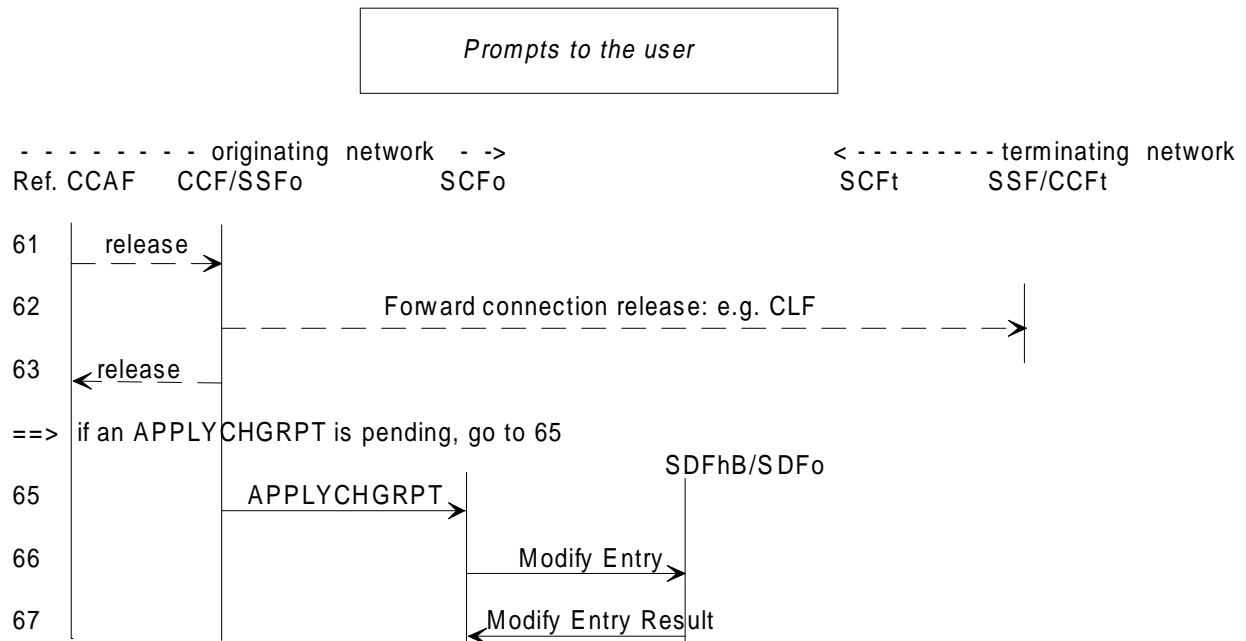 Prompts to the user
- - - - - - - - originating network - ->
< - - - - - - - - - terminating network
Ref. CCAF CCF/SSFo SCFo SCFt SSF/CCFt
61 release
62 Forward connection release: e.g. CLF
63 release
==> if an APPLYCHGRPT is pending, go to 65
SDFhB/SDFo
65 APPLYCHGRPT
66 Modify Entry
67 Modify Entry Result